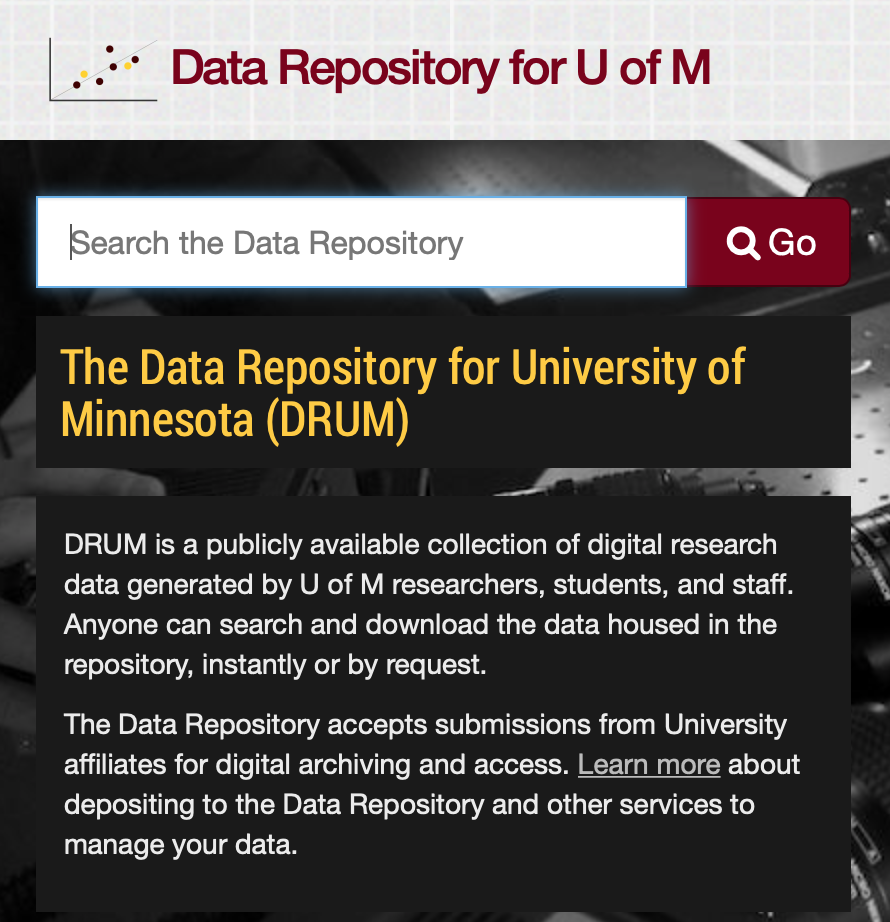 Data Repository for U of M
Search the Data Repository
Go
The Data Repository for University of
Minnesota (DRUM)
DRUM is a publicly available collection of digital research
data generated by U of M researchers, students, and staff.
Anyone can search and download the data housed in the
repository, instantly or by request.
The Data Repository accepts submissions from University
affiliates for digital archiving and access. Learn more about
depositing to the Data Repository and other services to
manage your data.